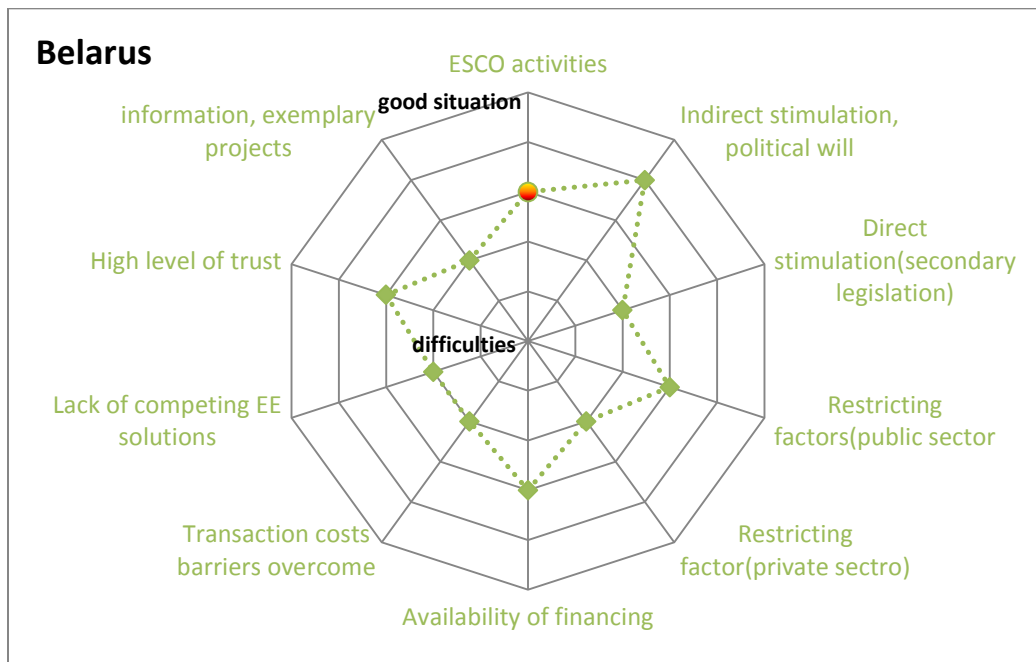 Belarus
ESCO activities
good situation
information, exemplary
projects
Indirect stimulation,
political will
High level of trust
Direct
stimulation(secondary
legislation)
difficulties
Lack of competing EE
solutions
Restricting
factors(public sector
Transaction costs
barriers overcome
Restricting
factor(private sectro)
Availability of financing